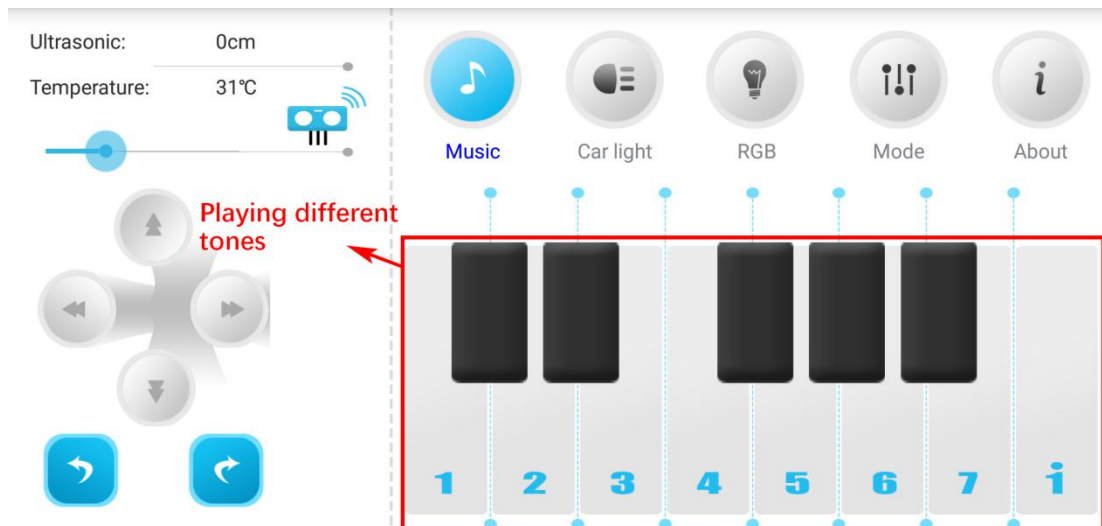 Ultrasonic: 0cm
Temperature: 31℃
Music
Car light
RGB
Mode
About
Playing different
tones
1 2 3 4 5 6 7 i